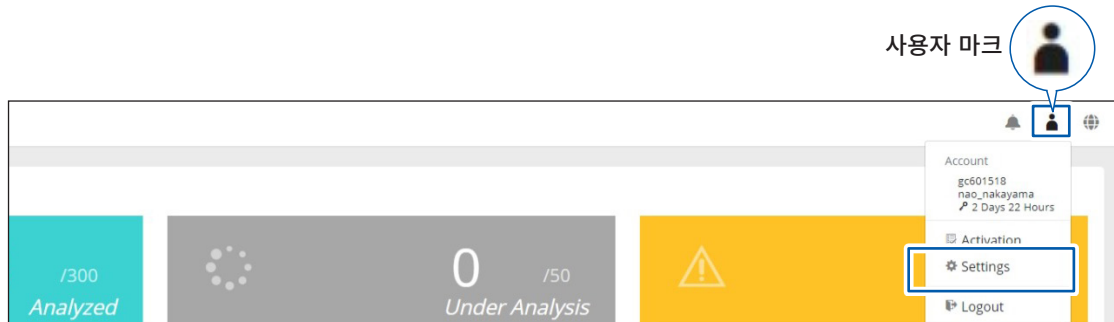 사용자 마크
Account
gc601518
nao_nakayama
2 Days 22 Hours
Activation
Settings
Logout
/300
Analyzed
0 /50
Under Analysis